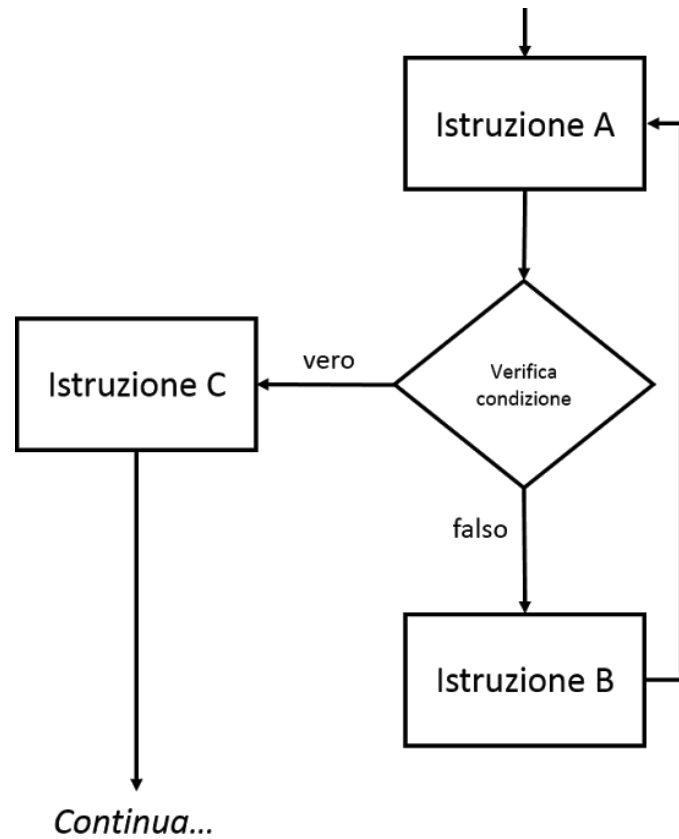 Istruzione A
Verifica
condizione
vero
Istruzione C
falso
Istruzione B
Continua...